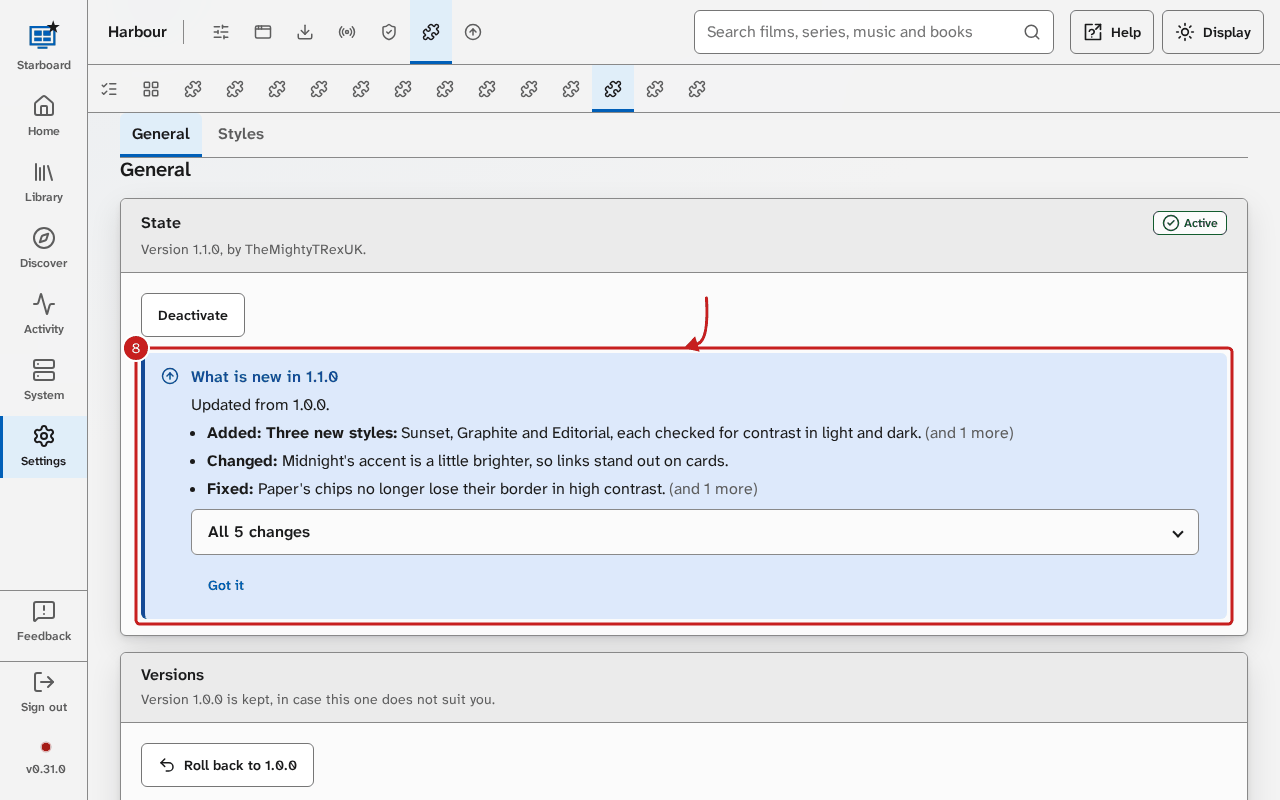 Starboard
Home
Library
Discover
Activity
System
Settings
Feedback
Sign out
v0.31.0
Harbour
Search films, series, music and books
Help
Display
General
Styles
General
State
Active
Version 1.1.0, by TheMightyTRexUK.
Deactivate
8
What is new in 1.1.0
Updated from 1.0.0.
• Added: Three new styles: Sunset, Graphite and Editorial, each checked for contrast in light and dark. (and 1 more)
• Changed: Midnight's accent is a little brighter, so links stand out on cards.
• Fixed: Paper's chips no longer lose their border in high contrast. (and 1 more)
All 5 changes
Got it
Versions
Version 1.0.0 is kept, in case this one does not suit you.
Roll back to 1.0.0